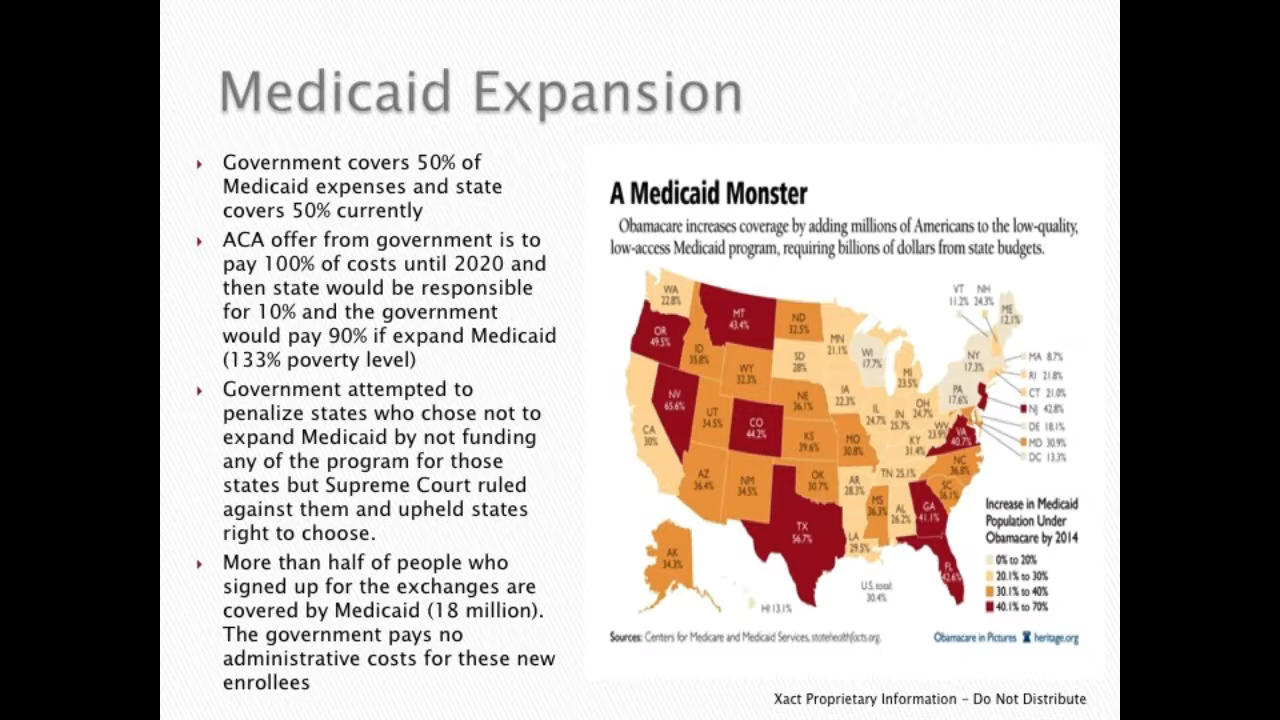 Medicaid Expansion
Government covers 50% of
Medicaid expenses and state
covers 50% currently
ACA offer from government is to
pay 100% of costs until 2020 and
then state would be responsible
for 10% and the government
would pay 90% if expand Medicaid
(133% poverty level)
Government attempted to
penalize states who chose not to
expand Medicaid by not funding
any of the program for those
states but Supreme Court ruled
against them and upheld states
right to choose.
More than half of people who
signed up for the exchanges are
covered by Medicaid (18 million).
The government pays no
administrative costs for these new
enrollees
A Medicaid Monster
Obamacare increases coverage by adding millions of Americans to the low-quality,
low-access Medicaid program, requiring billions of dollars from state budgets.
WA
22.8%
OR
49.5%
MT
43.4%
ID
35.8%
ND
32.5%
MN
21.1%
WI
17.7%
MI
23.5%
VT
11.2%
NH
24.3%
ME
12.1%
NY
17.3%
MA 8.7%
RI 21.8%
CT 21.0%
NJ 42.8%
DE 18.1%
MD 30.9%
DC 13.3%
PA
17.6%
SD
28%
WY
32.3%
NV
65.6%
UT
34.5%
CO
44.2%
NE
36.1%
IA
22.3%
IL
24.7%
IN
25.7%
OH
24.7%
WV
23.9%
VA
40.7%
CA
30%
KS
39.6%
MO
30.8%
KY
31.4%
NC
36.8%
TN 25.1%
AZ
36.4%
NM
34.5%
OK
30.7%
AR
28.3%
SC
36.1%
MS
36.3%
AL
26.2%
GA
41.1%
TX
56.7%
LA
29.5%
FL
42.6%
AK
34.3%
HI 13.1%
U.S. total:
30.4%
Increase in Medicaid
Population Under
Obamacare by 2014
0% to 20%
20.1% to 30%
30.1% to 40%
40.1% to 70%
Sources: Centers for Medicare and Medicaid Services, statehealthfacts.org.
Obamacare in Pictures heritage.org
Xact Proprietary Information – Do Not Distribute